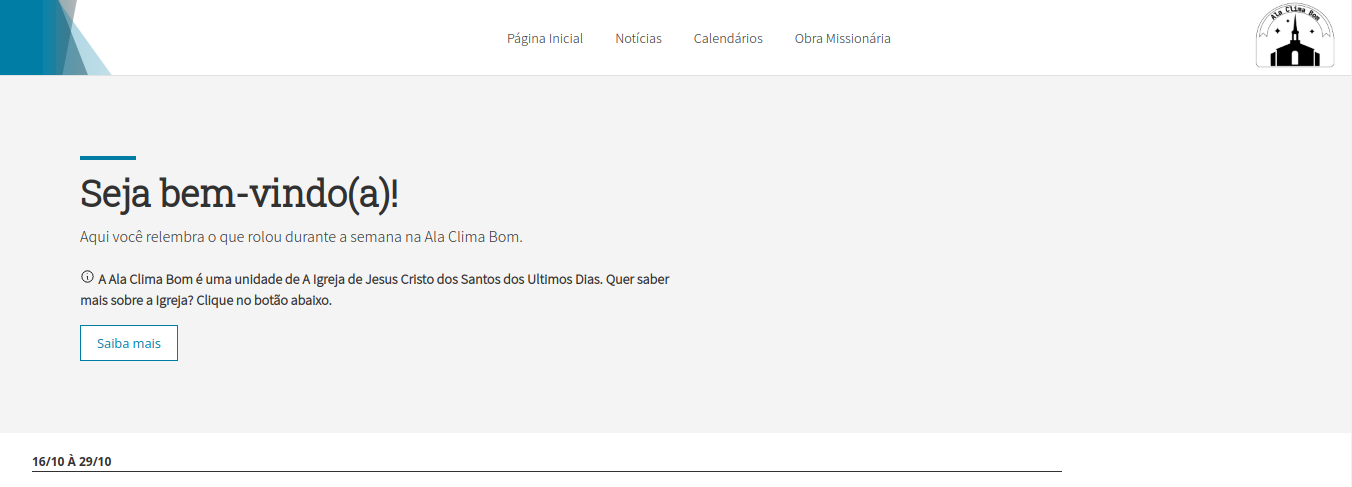 Página Inicial Notícias Calendários Obra Missionária
Ala Clima Bom
Seja bem-vindo(a)!
Aqui você relembra o que rolou durante a semana na Ala Clima Bom.
A Ala Clima Bom é uma unidade de A Igreja de Jesus Cristo dos Santos dos Ultimos Dias. Quer saber
mais sobre a Igreja? Clique no botão abaixo.
Saiba mais
16/10 À 29/10